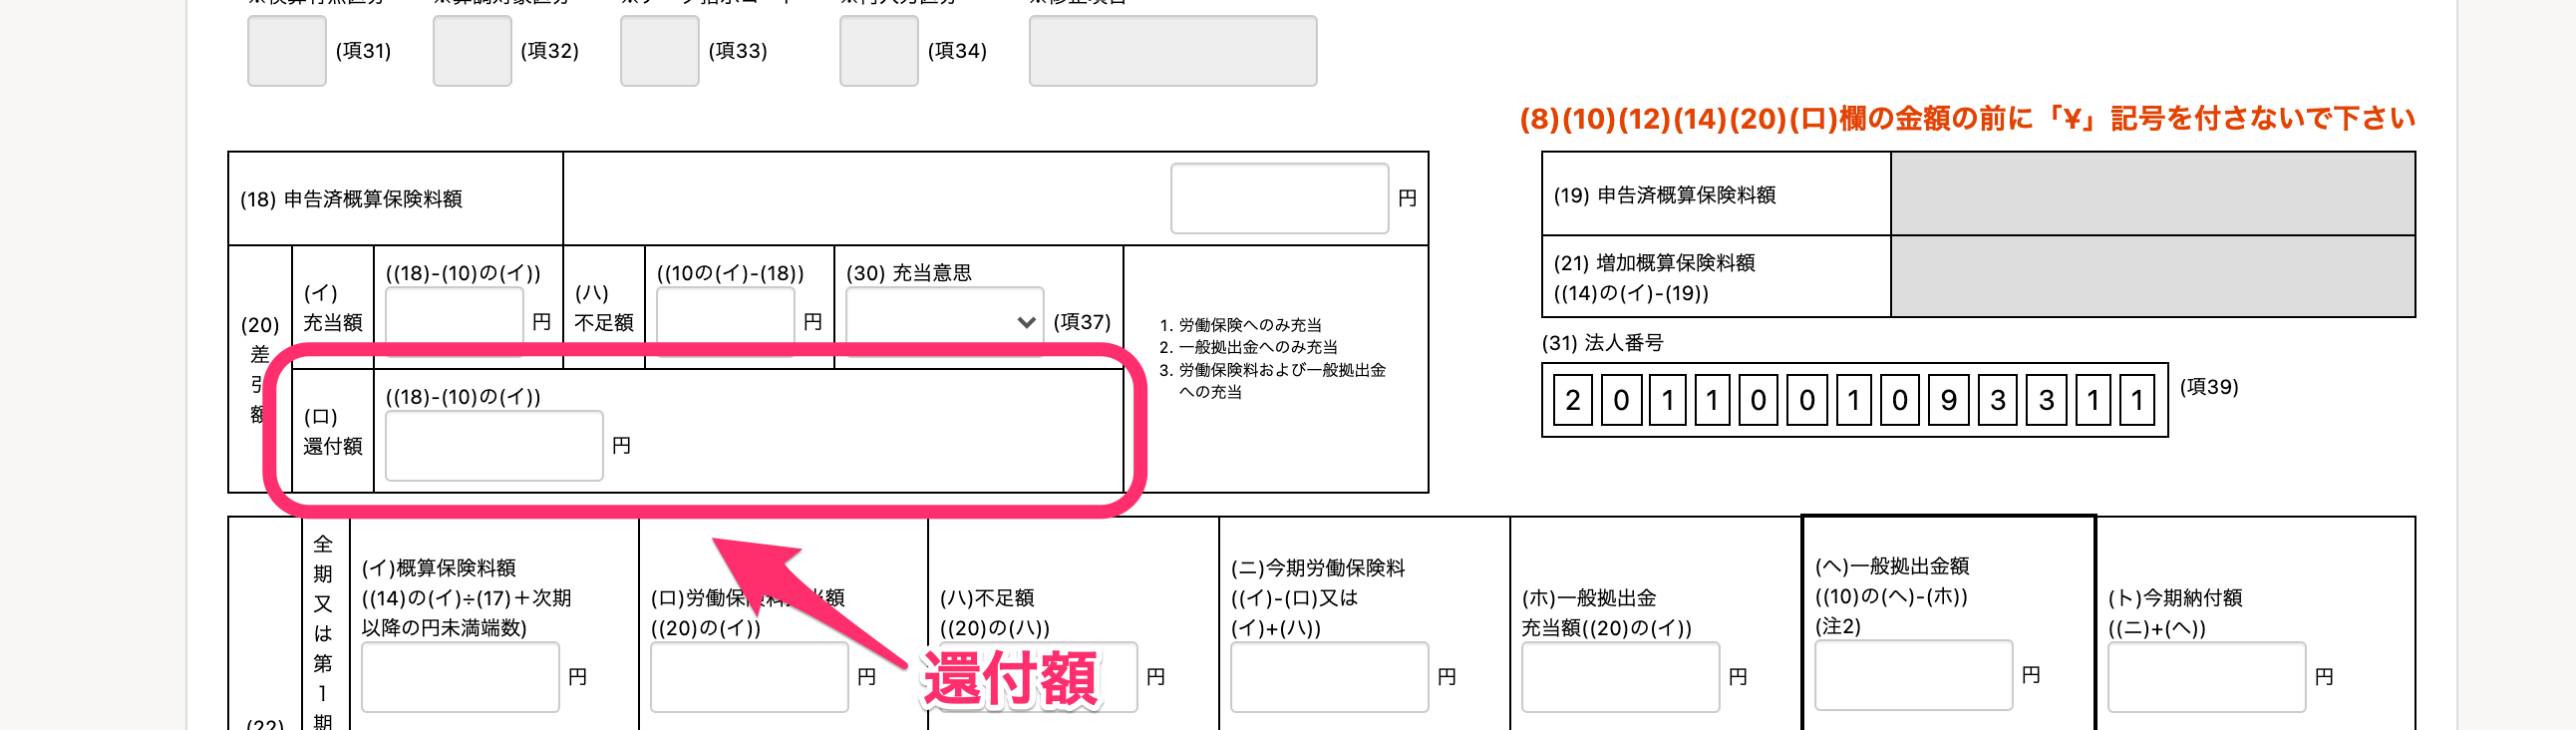 (項31)
(項32)
(項33)
(項34)
(8)(10)(12)(14)(20)(ロ)欄の金額の前に「¥」記号を付さないで下さい
(18) 申告済概算保険料額
円
(20)
差
引
額
(イ)
充当額
((18)-(10)の(イ))
円
(ハ)
不足額
((10の(イ)-(18))
円
(30) 充当意思
(項37)
1. 労働保険へのみ充当
2. 一般拠出金へのみ充当
3. 労働保険料および一般拠出金
への充当
(ロ)
還付額
((18)-(10)の(イ))
円
(19) 申告済概算保険料額
(21) 増加概算保険料額
((14)の(イ)-(19))
(31) 法人番号
2 0 1 1 0 0 1 0 9 3 3 1 1
(項39)
(22)
全
期
又
は
第
1
期
(イ)概算保険料額
((14)の(イ)÷(17)＋次期
以降の円未満端数)
円
(ロ)労働保険料充当額
((20)の(イ))
円
(ハ)不足額
((20)の(ハ))
円
(ニ)今期労働保険料
((イ)-(ロ)又は
(イ)+(ハ))
円
(ホ)一般拠出金
充当額((20)の(イ))
円
(ヘ)一般拠出金額
((10)の(ヘ)-(ホ))
(注2)
円
(ト)今期納付額
((ニ)+(ヘ))
円
還付額